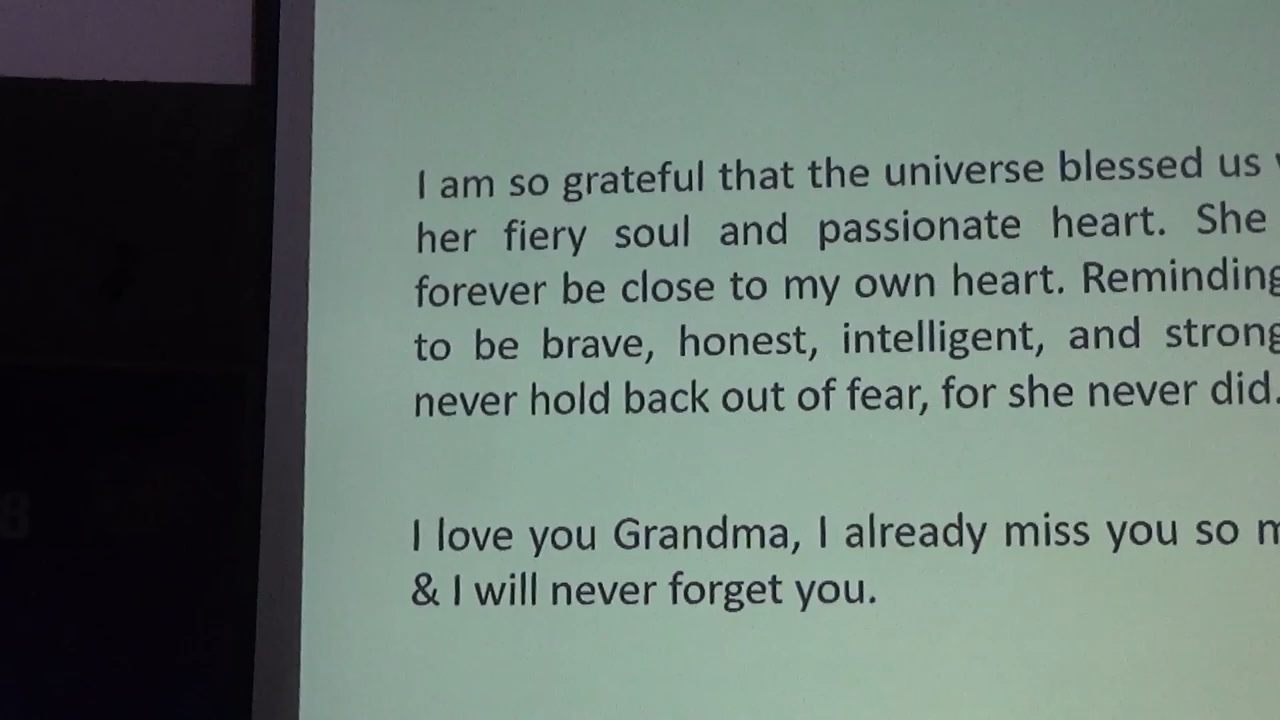 I am so grateful that the universe blessed us
her fiery soul and passionate heart. She
forever be close to my own heart. Reminding
to be brave, honest, intelligent, and strong
never hold back out of fear, for she never did.
I love you Grandma, I already miss you so
& I will never forget you.